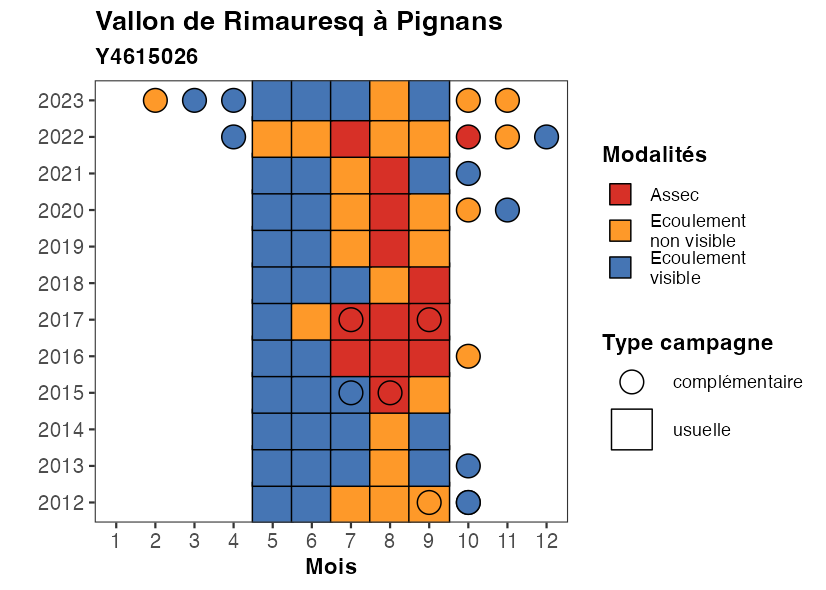 Vallon de Rimauresq à Pignans
Y4615026
2023
2022
2021
2020
2019
2018
2017
2016
2015
2014
2013
2012
1 2 3 4 5 6 7 8 9 10 11 12
Mois
Modalités
Assec
Ecoulement
non visible
Ecoulement
visible
Type campagne
complémentaire
usuelle